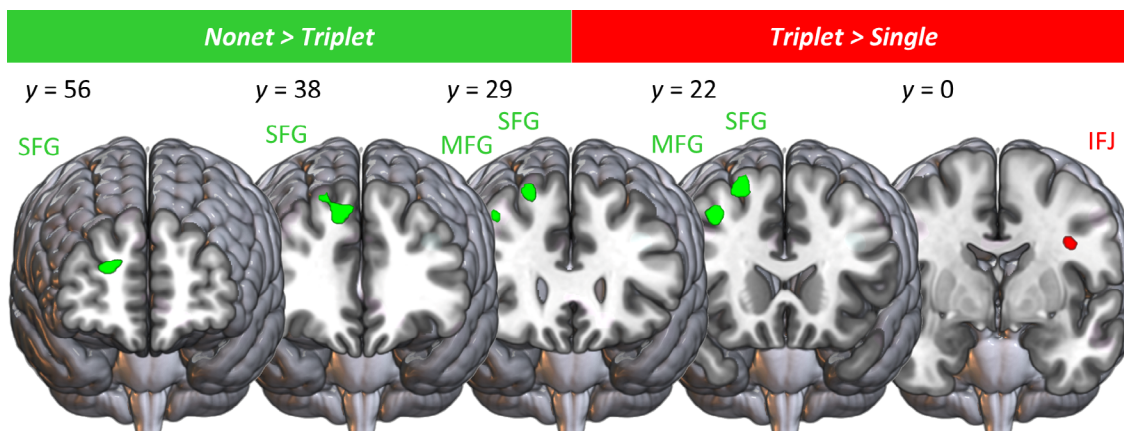 Nonet > Triplet
Triplet > Single
y = 56
y = 38
y = 29
y = 22
y = 0
SFG
SFG
MFG
SFG
MFG
SFG
IFJ